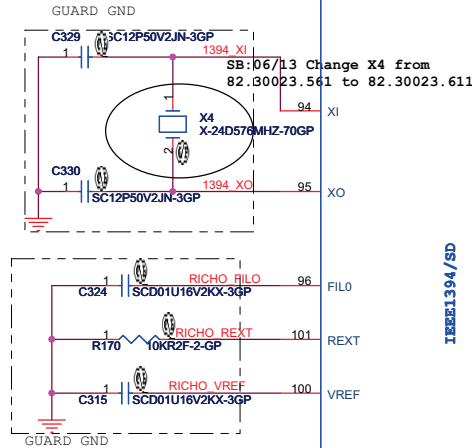 GUARD GND
C329
SC12P50V2JN-3GP
1
1394_XI
SB:06/13 Change X4 from
82.30023.561 to 82.30023.611
94
XI
1
X4
X-24D576MHZ-70GP
2
C330
1
1394_XO
95
XO
SC12P50V2JN-3GP
IEEE1394/SD
1
RICHO_FILO
96
FIL0
C324
SCD01U16V2KX-3GP
1
RICHO_REXT
101
REXT
R170
10KR2F-2-GP
1
RICHO_VREF
100
VREF
C315
SCD01U16V2KX-3GP
GUARD GND